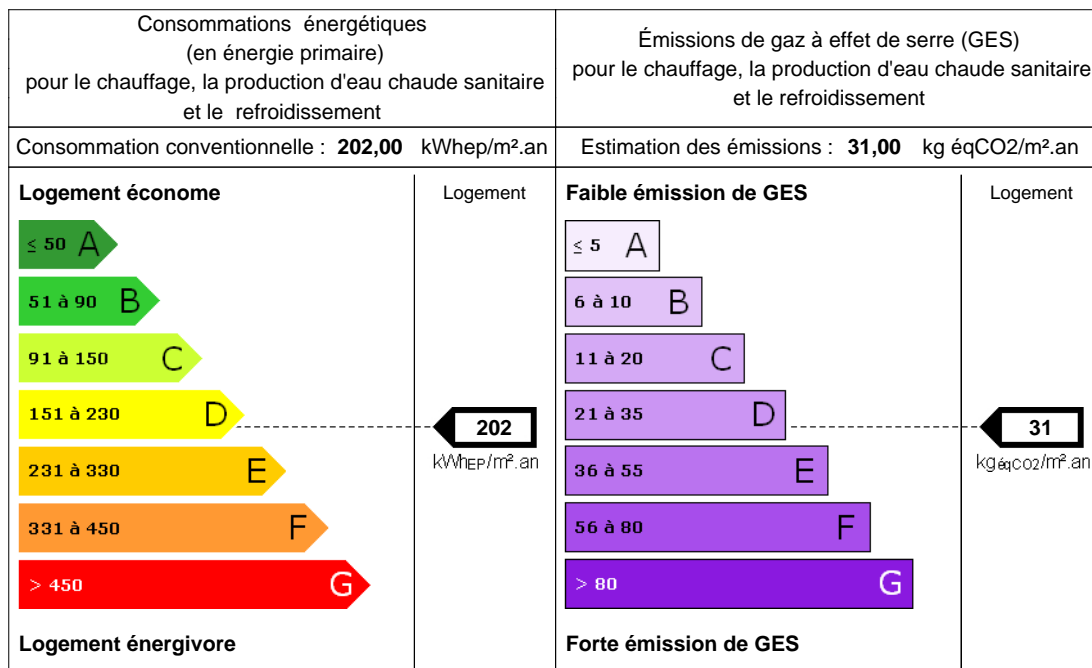 Consommations énergétiques
(en énergie primaire)
pour le chauffage, la production d'eau chaude sanitaire
et le refroidissement
Consommation conventionnelle : 202,00 kWhep/m².an
Logement économe
Logement
≤ 50 A
51 à 90 B
91 à 150 C
151 à 230 D
202
kWhEP/m².an
231 à 330 E
331 à 450 F
> 450 G
Logement énergivore
Émissions de gaz à effet de serre (GES)
pour le chauffage, la production d'eau chaude sanitaire
et le refroidissement
Estimation des émissions : 31,00 kg éqCO2/m².an
Faible émission de GES
Logement
≤ 5 A
6 à 10 B
11 à 20 C
21 à 35 D
31
kgéqCO2/m².an
36 à 55 E
56 à 80 F
> 80 G
Forte émission de GES